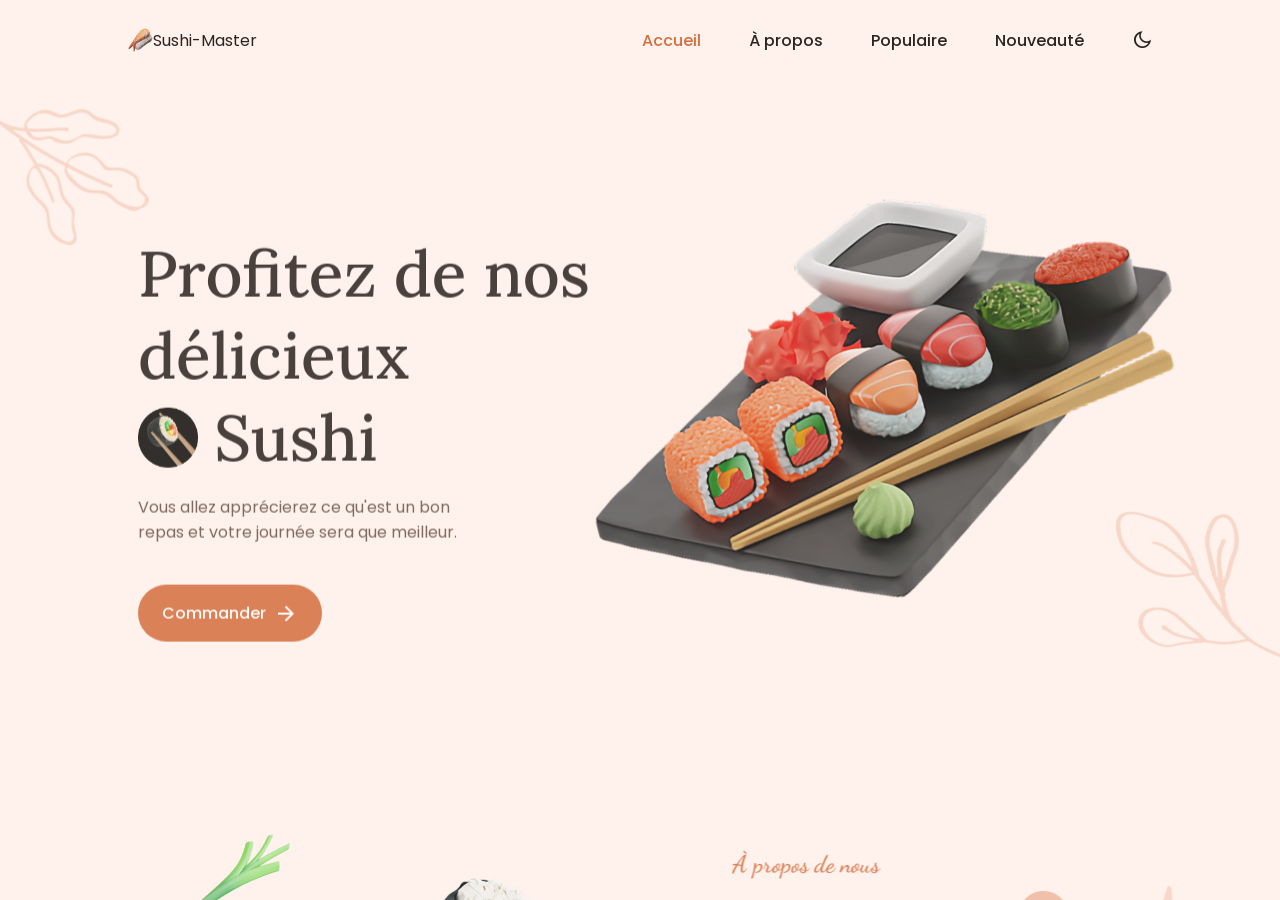 Sushi-Master
Accueil
À propos
Populaire
Nouveauté
Profitez de nos
délicieux
Sushi
Vous allez apprécierez ce qu'est un bon
repas et votre journée sera que meilleur.
Commander
À propos de nous